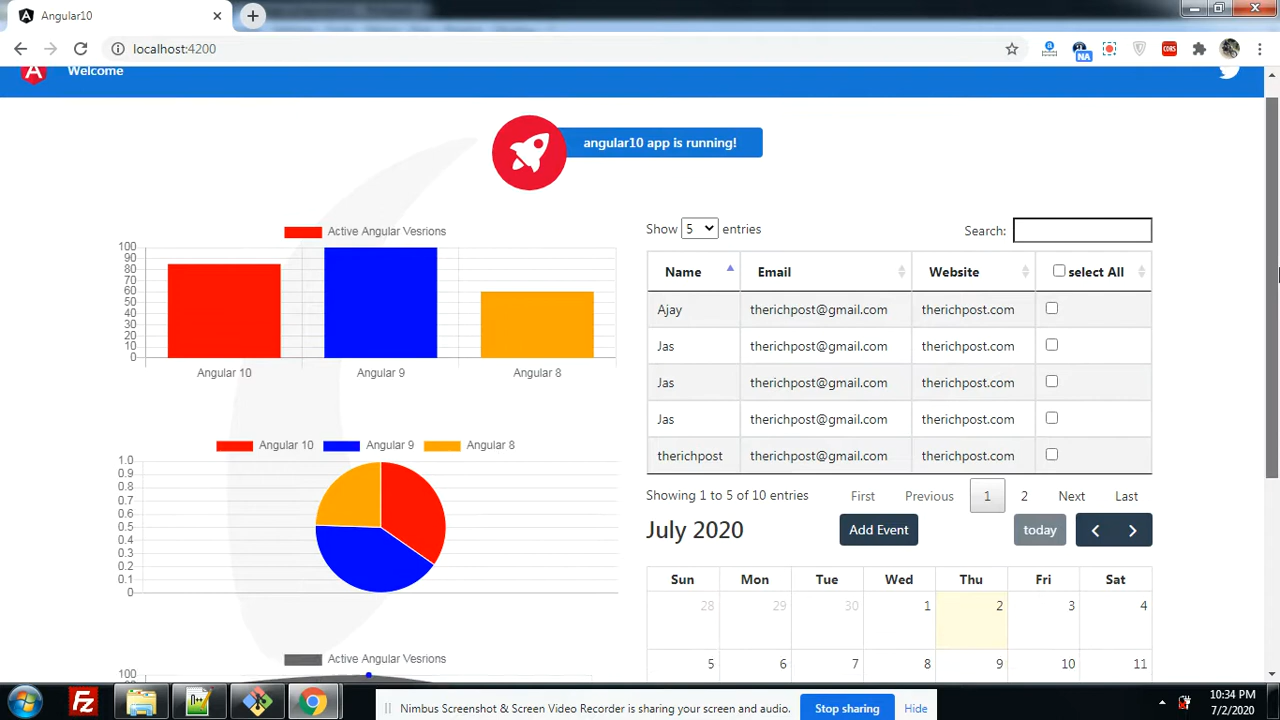 Angular10
localhost:4200
NA
CORS
Welcome
angular10 app is running!
Active Angular Vesrions
100
90
80
70
60
50
40
30
20
10
0
Angular 10 Angular 9 Angular 8
Angular 10 Angular 9 Angular 8
1.0
0.9
0.8
0.7
0.6
0.5
0.4
0.3
0.2
0.1
0
Active Angular Vesrions
100
Show 5 entries Search:
Name Email Website select All
Ajay therichpost@gmail.com therichpost.com
Jas therichpost@gmail.com therichpost.com
Jas therichpost@gmail.com therichpost.com
Jas therichpost@gmail.com therichpost.com
therichpost therichpost@gmail.com therichpost.com
Showing 1 to 5 of 10 entries First Previous 1 2 Next Last
July 2020 Add Event today
Sun Mon Tue Wed Thu Fri Sat
28 29 30 1 2 3 4
5 6 7 8 9 10 11
Nimbus Screenshot & Screen Video Recorder is sharing your screen and audio. Stop sharing Hide
10:34 PM
7/2/2020